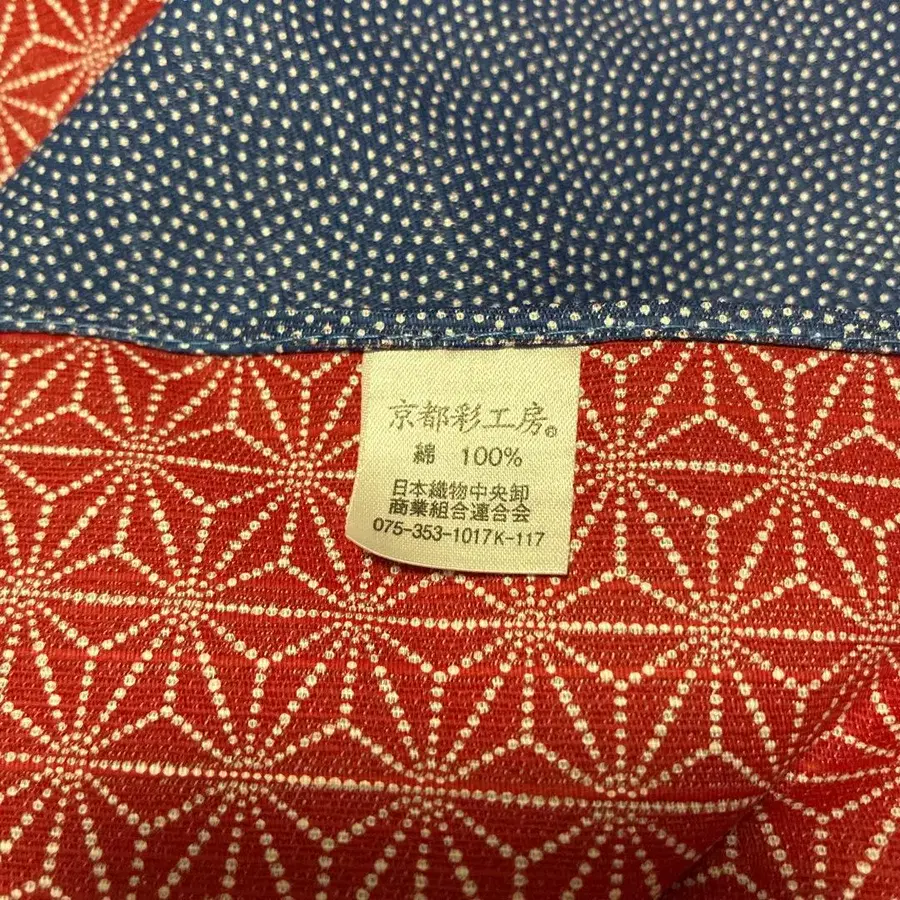 京都彩工房®
綿 100%
日本織物中央卸
商業組合連合会
075-353-1017K-117